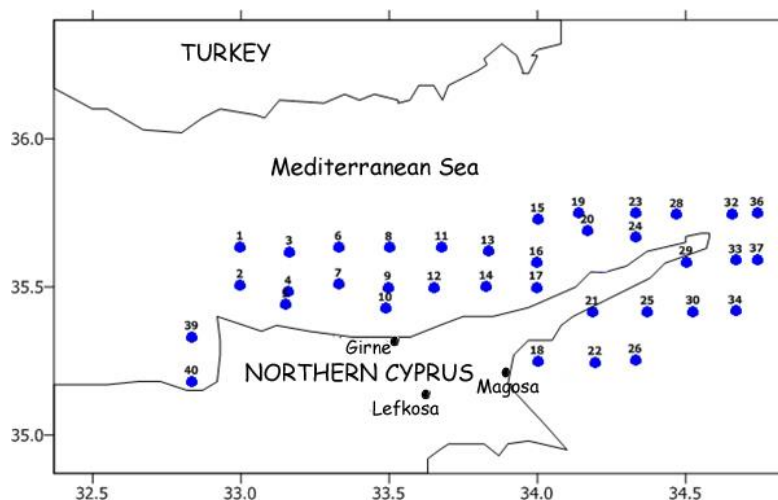 TURKEY
36.0
Mediterranean Sea
15 19 23 28 32 36
20 24
1 3 6 8 11 13
16 29 33 37
35.5
2 4 7 9 12 14 17
10
21 25 30 34
39
Girne
18 22 26
40
NORTHERN CYPRUS
Magosa
Lefkosa
35.0
32.5 33.0 33.5 34.0 34.5